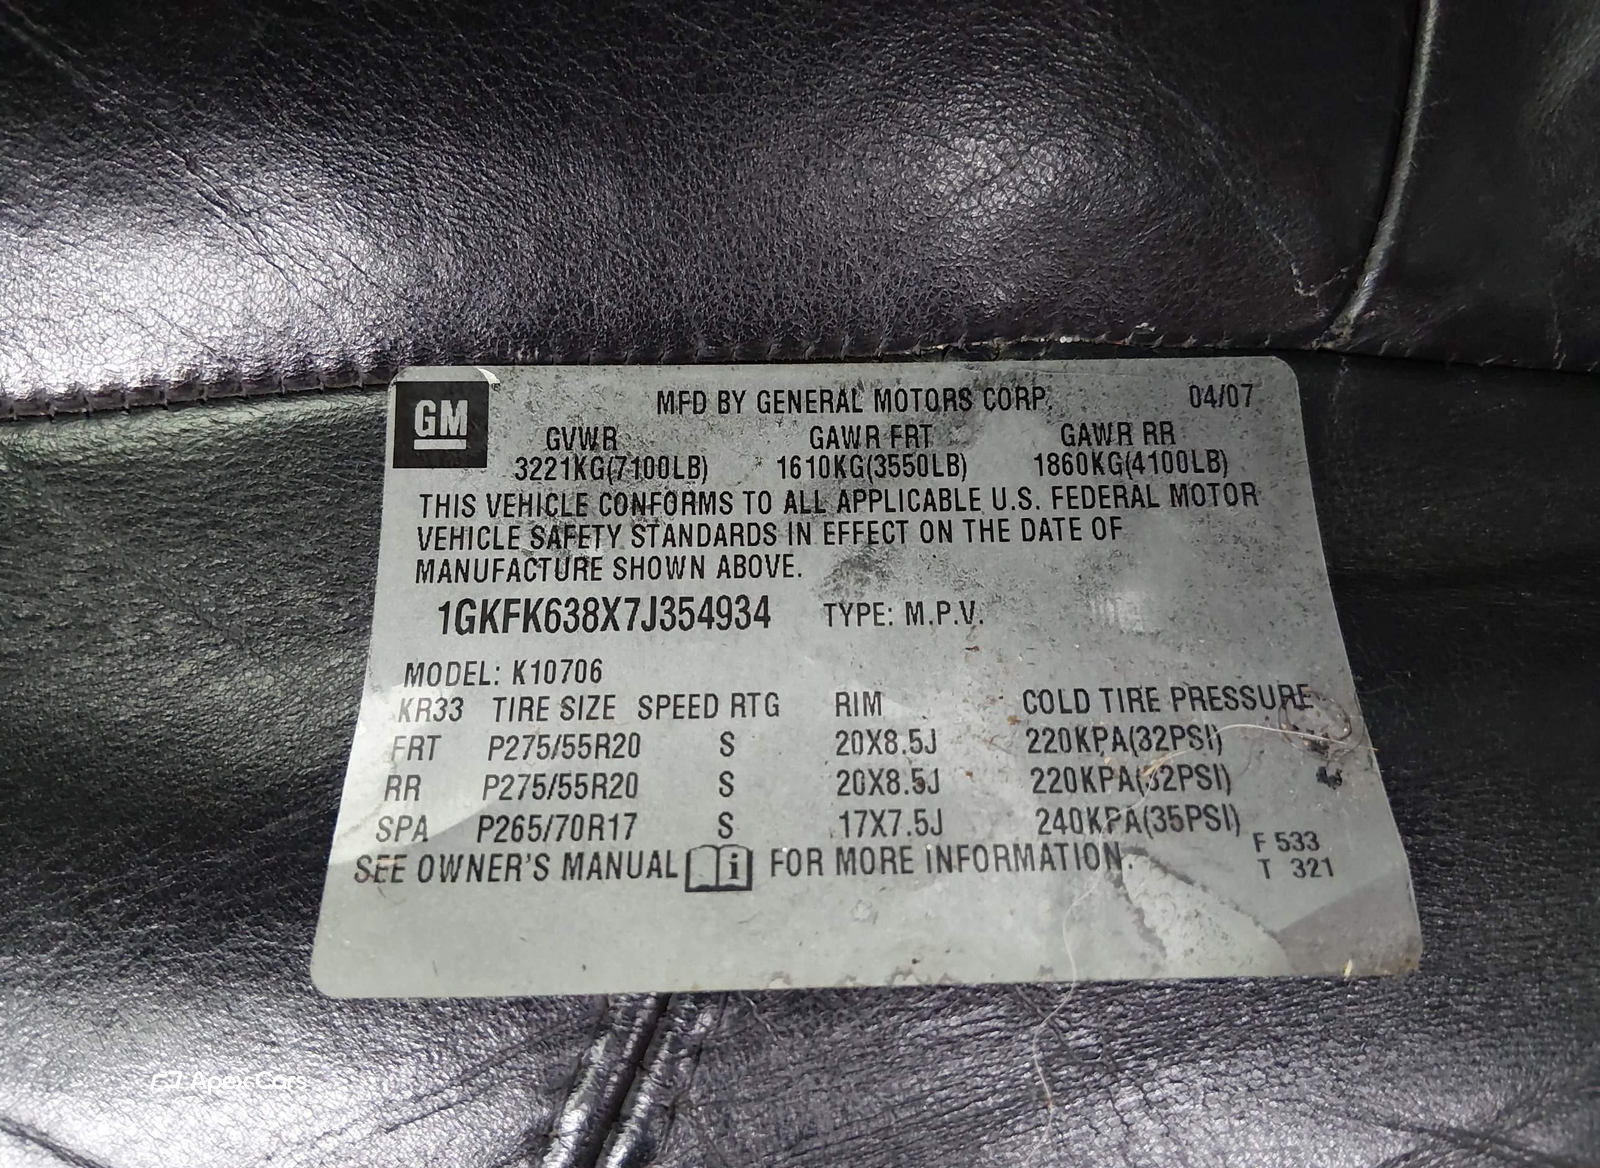 GM
MFD BY GENERAL MOTORS CORP. 04/07
GVWR GAWR FRT GAWR RR
3221KG(7100LB) 1610KG(3550LB) 1860KG(4100LB)
THIS VEHICLE CONFORMS TO ALL APPLICABLE U.S. FEDERAL MOTOR
VEHICLE SAFETY STANDARDS IN EFFECT ON THE DATE OF
MANUFACTURE SHOWN ABOVE.
1GKFK638X7J354934 TYPE: M.P.V.
MODEL: K10706
KR33 TIRE SIZE SPEED RTG RIM COLD TIRE PRESSURE
FRT P275/55R20 S 20X8.5J 220KPA(32PSI)
RR P275/55R20 S 20X8.5J 220KPA(32PSI)
SPA P265/70R17 S 17X7.5J 240KPA(35PSI)
SEE OWNER'S MANUAL i FOR MORE INFORMATION.
F 533
T 321
ApexCars